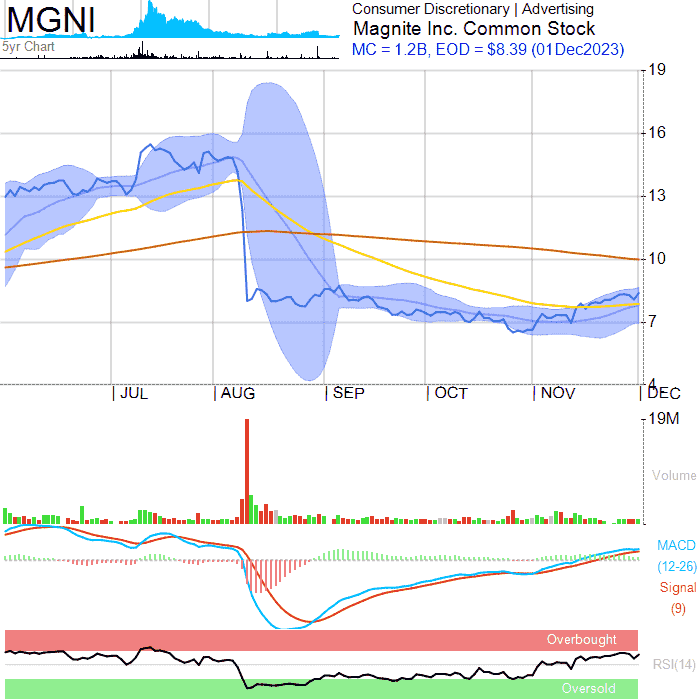 MGNI
Consumer Discretionary | Advertising
Magnite Inc. Common Stock
MC = 1.2B, EOD = $8.39 (01Dec2023)
5yr Chart
19
16
13
10
7
4
JUL
AUG
SEP
OCT
NOV
DEC
19M
Volume
MACD
(12-26)
Signal
(9)
Overbought
RSI(14)
Oversold